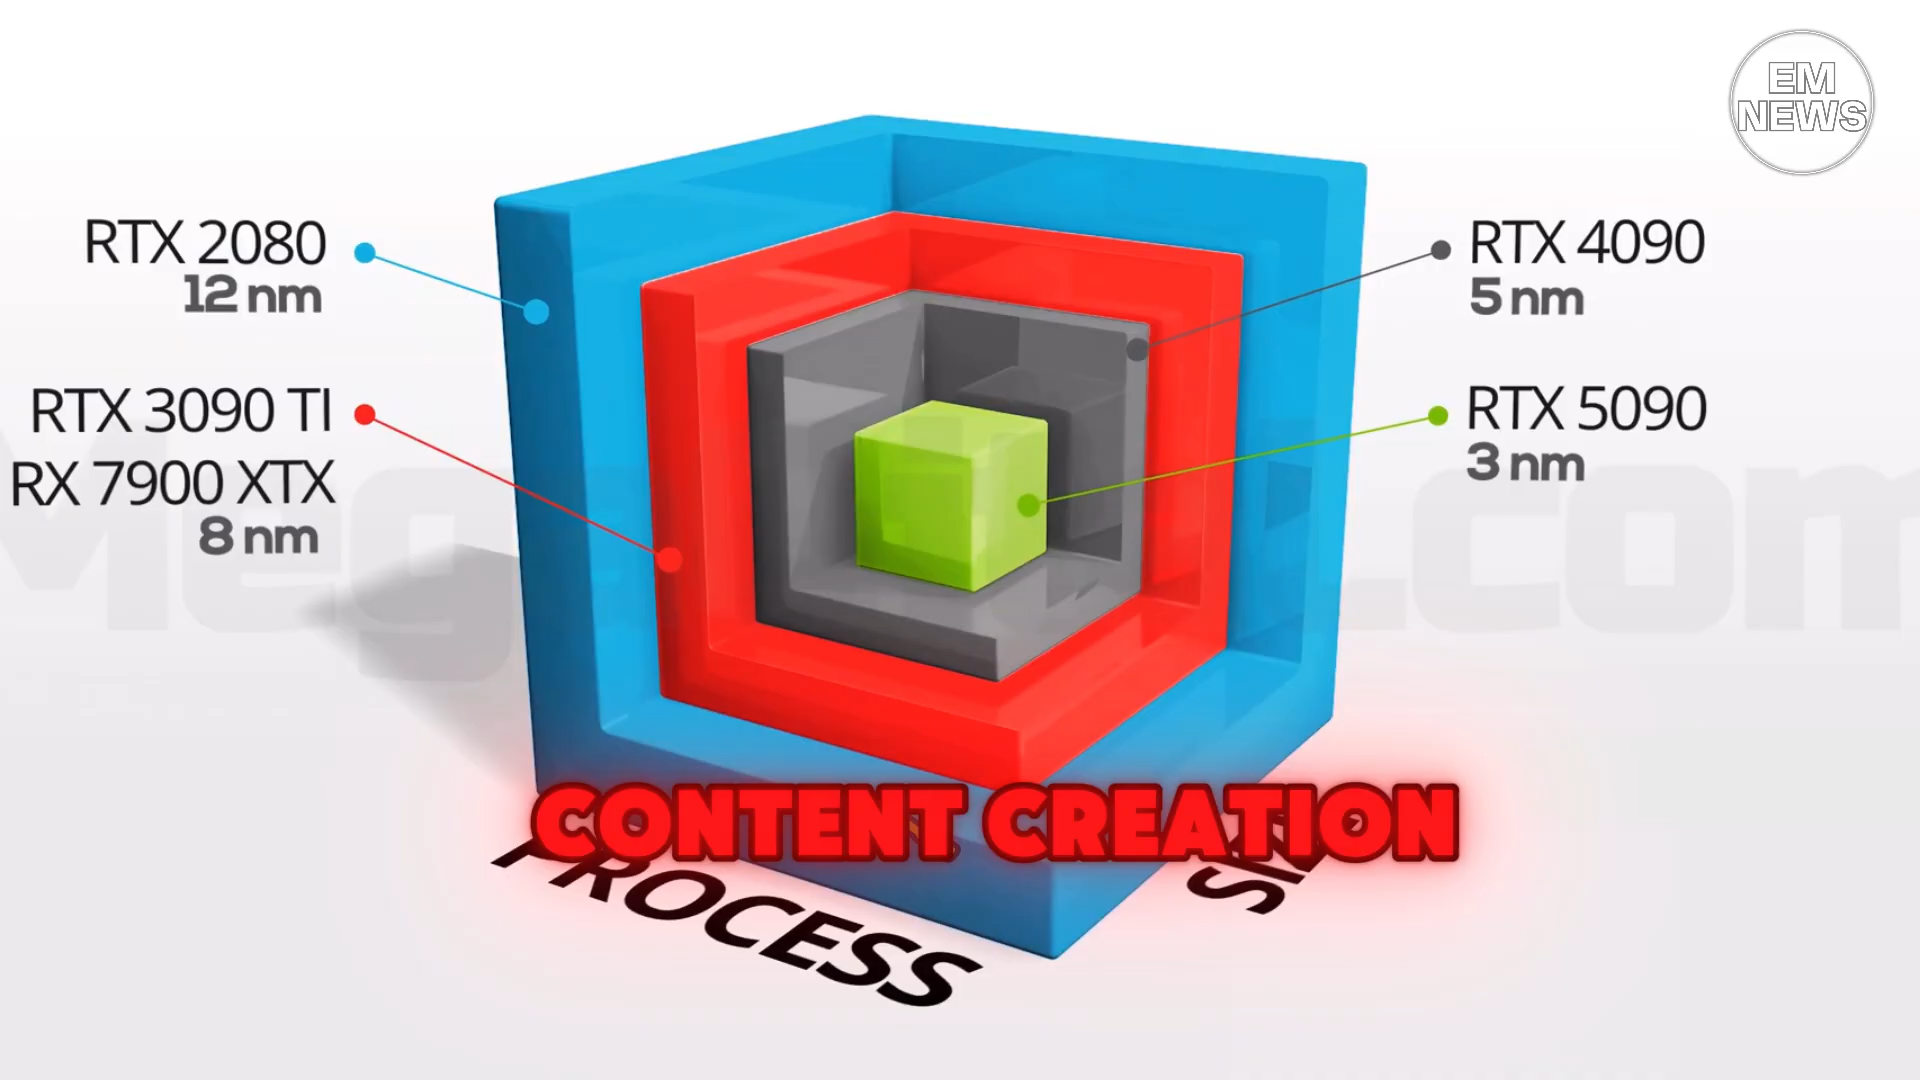 EM
NEWS
RTX 2080
12 nm
RTX 3090 TI
RX 7900 XTX
8 nm
RTX 4090
5 nm
RTX 5090
3 nm
CONTENT CREATION
PROCESS